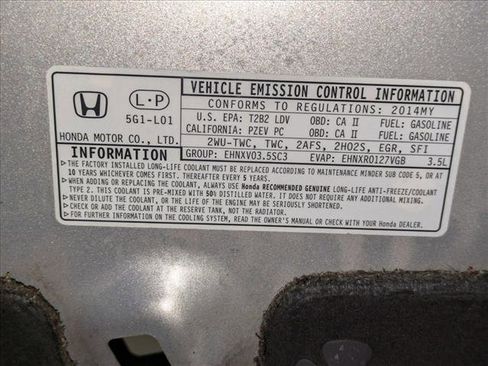 L·P
5G1-L01
HONDA MOTOR CO., LTD.
VEHICLE EMISSION CONTROL INFORMATION
CONFORMS TO REGULATIONS: 2014MY
U.S. EPA: T2B2 LDV OBD: CA II FUEL: GASOLINE
CALIFORNIA: PZEV PC OBD: CA II FUEL: GASOLINE
2WU-TWC, TWC, 2AFS, 2HO2S, EGR, SFI
GROUP: EHNXV03.5SC3 EVAP: EHNXR0127VGB 3.5L
INFORMATION
►THE FACTORY INSTALLED LONG-LIFE COOLANT MUST BE REPLACED ACCORDING TO MAINTENANCE MINDER SUB CODE 5, OR AT
10 YEARS WHICHEVER COMES FIRST. THEREAFTER EVERY 5 YEARS.
►WHEN ADDING OR REPLACING COOLANT, ALWAYS USE Honda RECOMMENDED GENUINE LONG-LIFE ANTI-FREEZE/COOLANT
TYPE 2. THIS COOLANT IS PRE-MIXED WITH 50% DISTILLED WATER AND DOES NOT REQUIRE ANY ADDITIONAL MIXING.
►NEVER DILUTE THE COOLANT, OR THE LIFE OF THE ENGINE MAY BE SERIOUSLY SHORTENED.
►CHECK OR ADD COOLANT AT THE RESERVE TANK, NOT THE RADIATOR.
►FOR FURTHER INFORMATION ON THE COOLING SYSTEM, READ THE OWNER'S MANUAL OR CHECK WITH YOUR Honda DEALER.